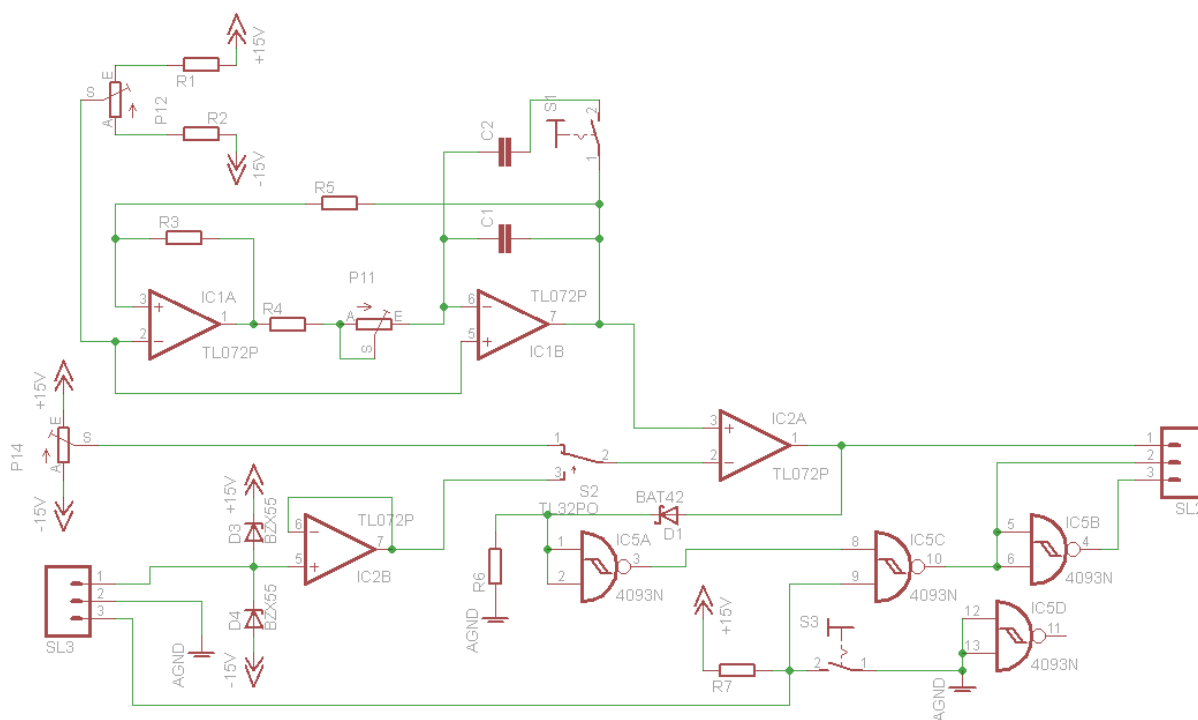 +15V
R1
E
S
A
P12
R2
-15V
S1
2
1
C2
R5
C1
R3
P11
IC1A
3
+
2
−
1
TL072P
R4
A
E
S
TL072P
6
−
5
+
7
IC1B
+15V
E
S
A
P14
-15V
IC2A
3
+
2
−
1
TL072P
1
2
3
S2
TL32PO
1
2
3
SL2
+15V
D3
BZX55
TL072P
6
−
5
+
7
IC2B
D4
BZX55
-15V
1
2
3
SL3
AGND
BAT42
D1
R6
AGND
IC5A
1
2
3
4093N
IC5C
8
9
10
4093N
IC5B
5
6
4
4093N
IC5D
12
13
11
4093N
+15V
R7
S3
2
1
AGND